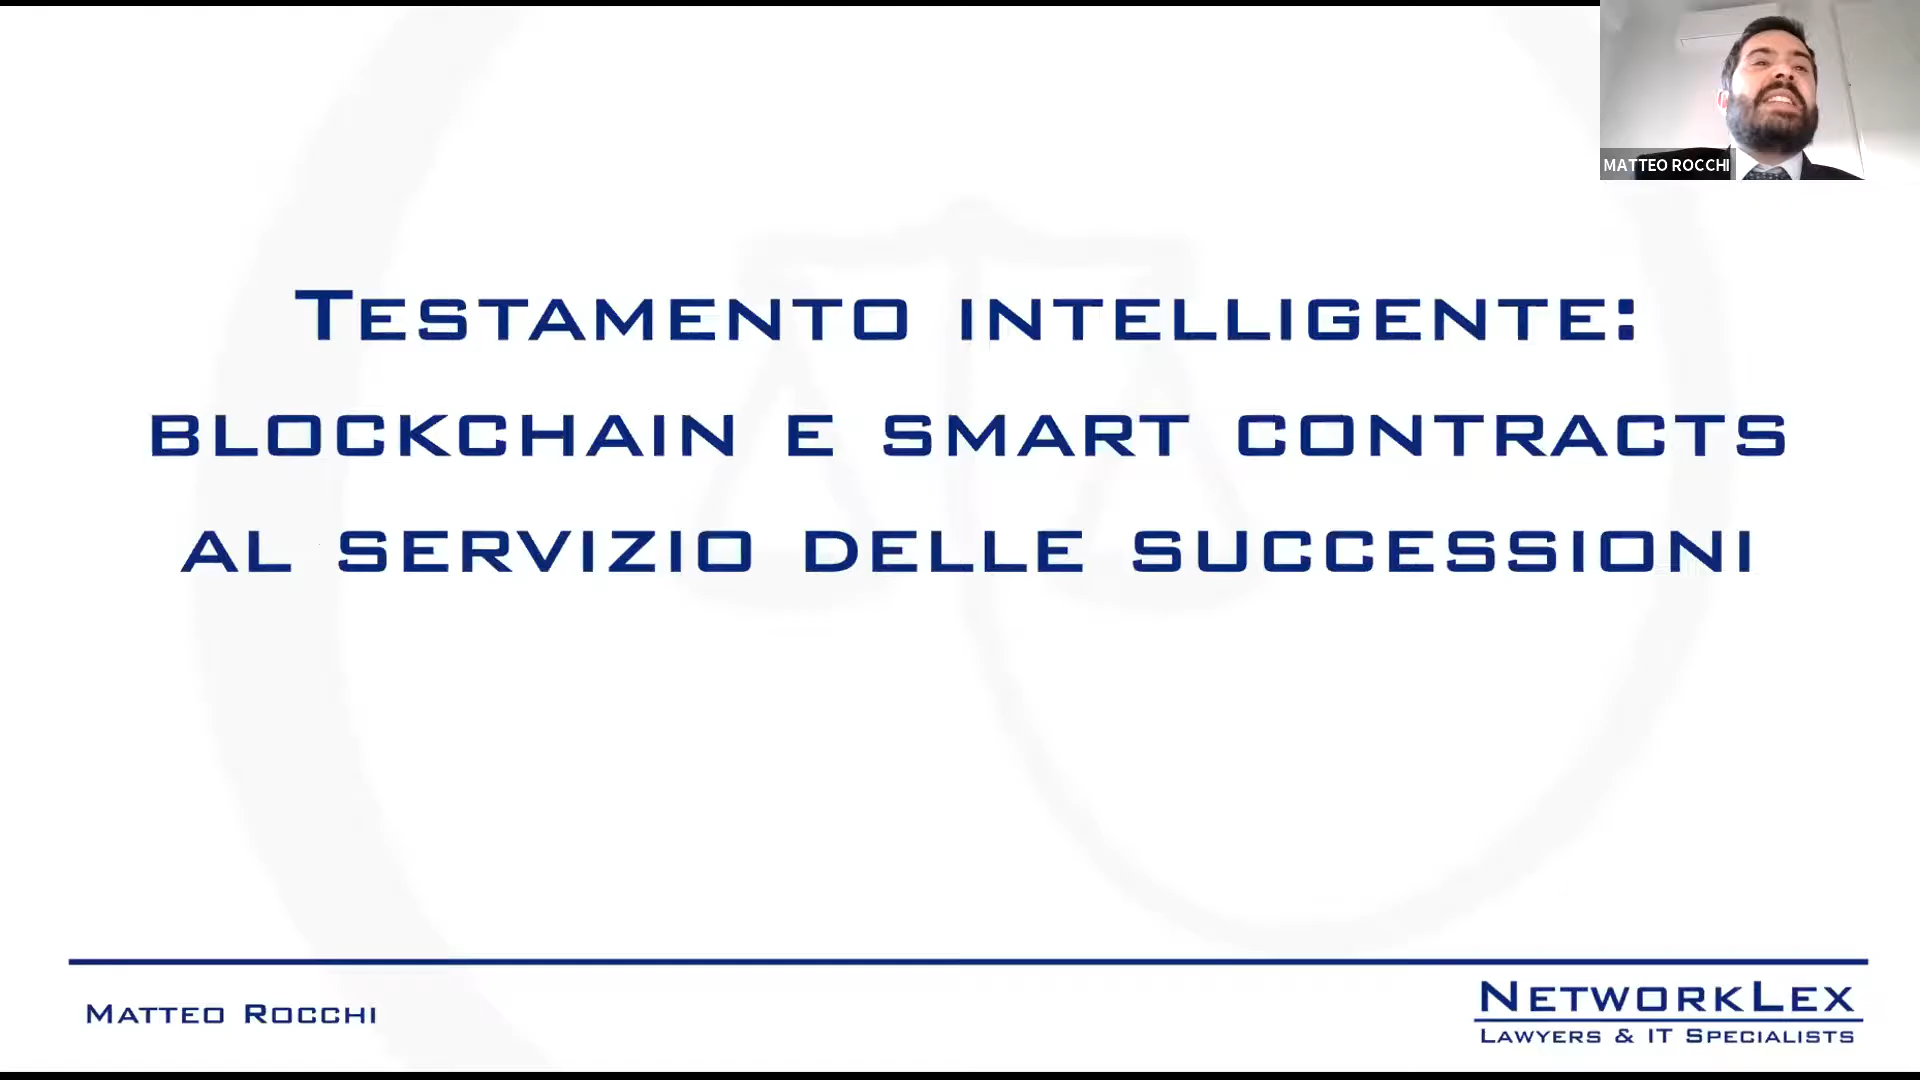 MATTEO ROCCHI
TESTAMENTO INTELLIGENTE:
BLOCKCHAIN E SMART CONTRACTS
AL SERVIZIO DELLE SUCCESSIONI
MATTEO ROCCHI
NETWORKLEX
LAWYERS & IT SPECIALISTS